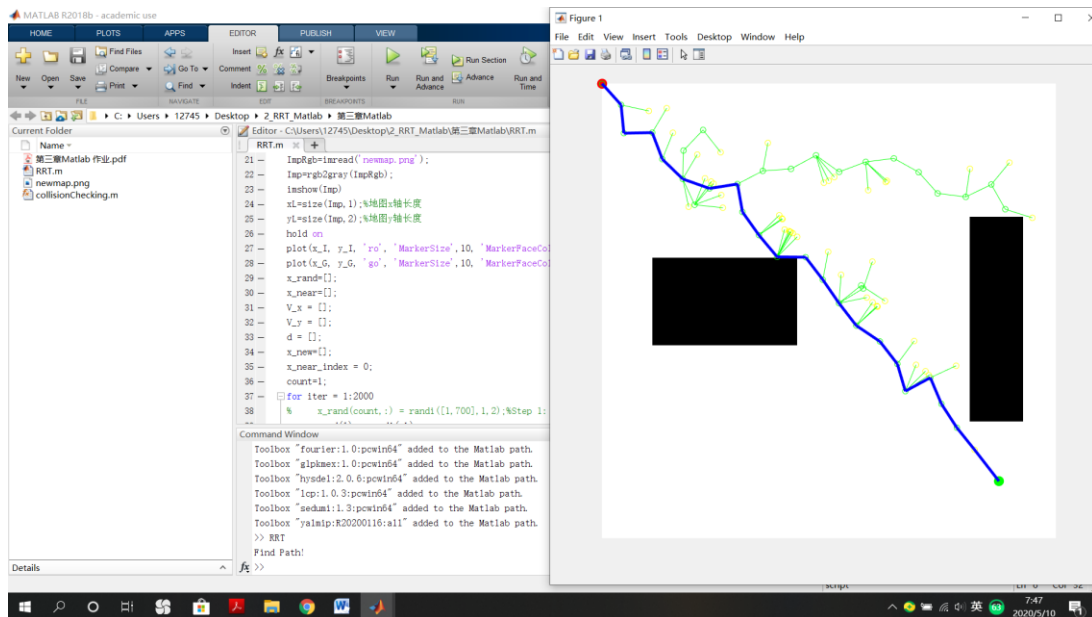 MATLAB R2018b - academic use
HOME PLOTS APPS EDITOR PUBLISH VIEW
New Open Save Find Files Compare Print
Go To Find
Insert Comment Indent
Breakpoints
Run Run and Advance Run Section Advance Run and Time
FILE NAVIGATE EDIT BREAKPOINTS RUN
C: Users 12745 Desktop 2_RRT_Matlab 第三章Matlab
Current Folder
Name
第三章Matlab 作业.pdf
RRT.m
newmap.png
collisionChecking.m
Details
Editor - C:\Users\12745\Desktop\2_RRT_Matlab\第三章Matlab\RRT.m
RRT.m
21 — ImpRgb=imread('newmap.png');
22 — Imp=rgb2gray(ImpRgb);
23 — imshow(Imp)
24 — xL=size(Imp,1);%地图x轴长度
25 — yL=size(Imp,2);%地图y轴长度
26 — hold on
27 — plot(x_I, y_I, 'ro', 'MarkerSize',10, 'MarkerFaceCo
28 — plot(x_G, y_G, 'go', 'MarkerSize',10, 'MarkerFaceCo
29 — x_rand=[];
30 — x_near=[];
31 — V_x = [];
32 — V_y = [];
33 — d = [];
34 — x_new=[];
35 — x_near_index = 0;
36 — count=1;
37 — for iter = 1:2000
38 % x_rand(count,:) = randi([1,700],1,2);%Step 1:
Command Window
Toolbox "fourier:1.0:pcwin64" added to the Matlab path.
Toolbox "glpkmex:1.0:pcwin64" added to the Matlab path.
Toolbox "hysdel:2.0.6:pcwin64" added to the Matlab path.
Toolbox "lcp:1.0.3:pcwin64" added to the Matlab path.
Toolbox "sedumi:1.3:pcwin64" added to the Matlab path.
Toolbox "yalmip:R20200116:all" added to the Matlab path.
>> RRT
Find Path!
fx >>
Figure 1
File Edit View Insert Tools Desktop Window Help
英
63
7:47
2020/5/10